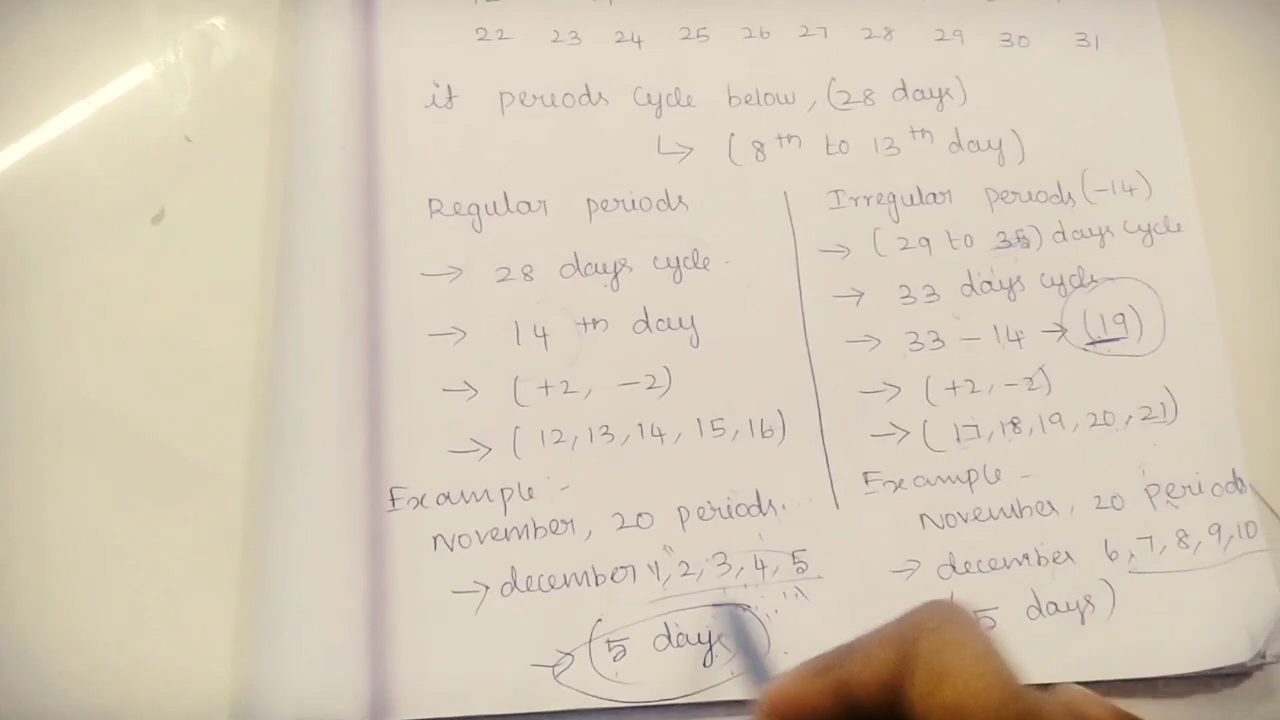 22 23 24 25 26 27 28 29 30 31
if periods cycle below, (28 days)
↳ (8th to 13th day)
Regular periods
→ 28 days cycle
→ 14th day
→ (+2, -2)
→ (12, 13, 14, 15, 16)
Example :-
November, 20 periods.
→ december 1, 2, 3, 4, 5
→ (5 days)
Irregular periods (-14)
→ (29 to 35) days cycle
→ 33 days cycle
→ 33 - 14 → (19)
→ (+2, -2)
→ (17, 18, 19, 20, 21)
Example -
November, 20 periods
→ december 6, 7, 8, 9, 10
(5 days)